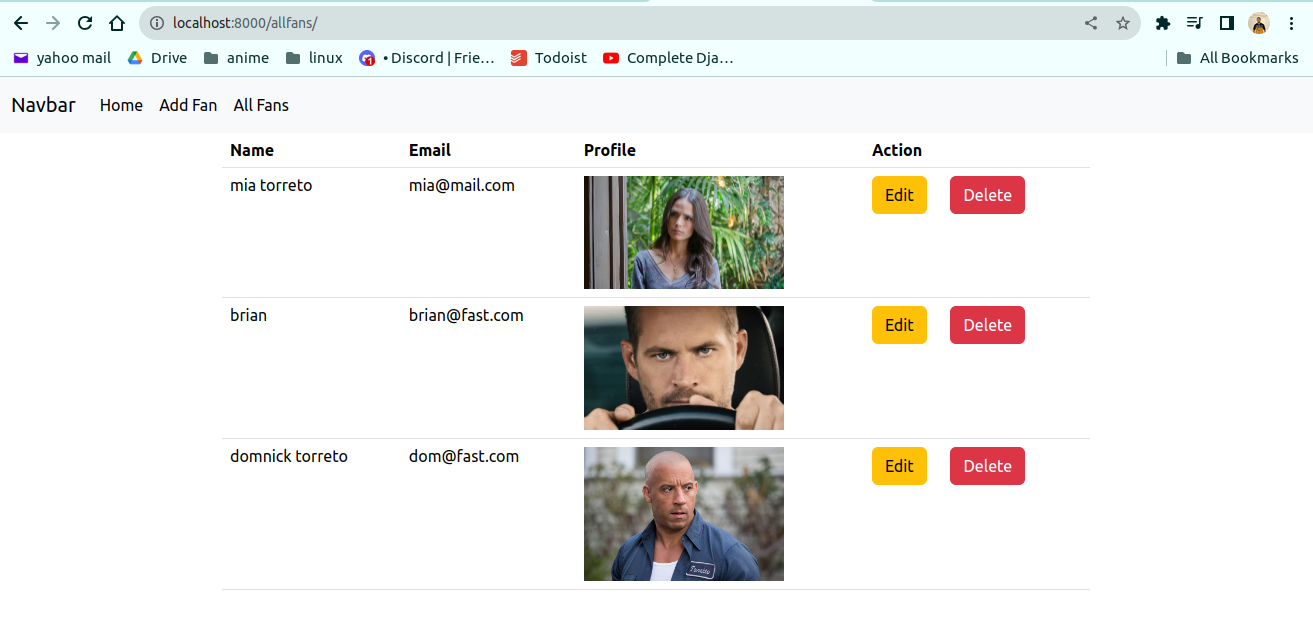 localhost:8000/allfans/
yahoo mail Drive anime linux • Discord | Frie… Todoist Complete Dja… All Bookmarks
Navbar Home Add Fan All Fans
Name Email Profile Action
mia torreto mia@mail.com Edit Delete
brian brian@fast.com Edit Delete
domnick torreto dom@fast.com Edit Delete
Toretto